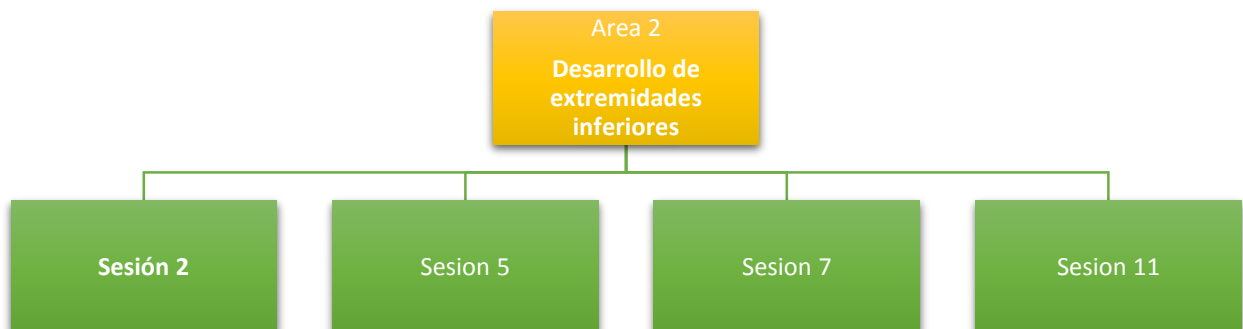 Area 2
Desarrollo de
extremidades
inferiores
Sesión 2
Sesion 5
Sesion 7
Sesion 11